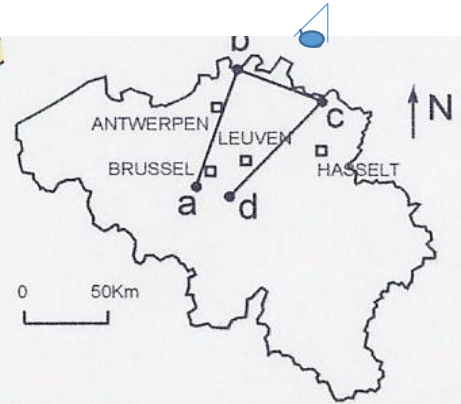 b
c
N
ANTWERPEN
LEUVEN
BRUSSEL
HASSELT
a
d
0 50Km